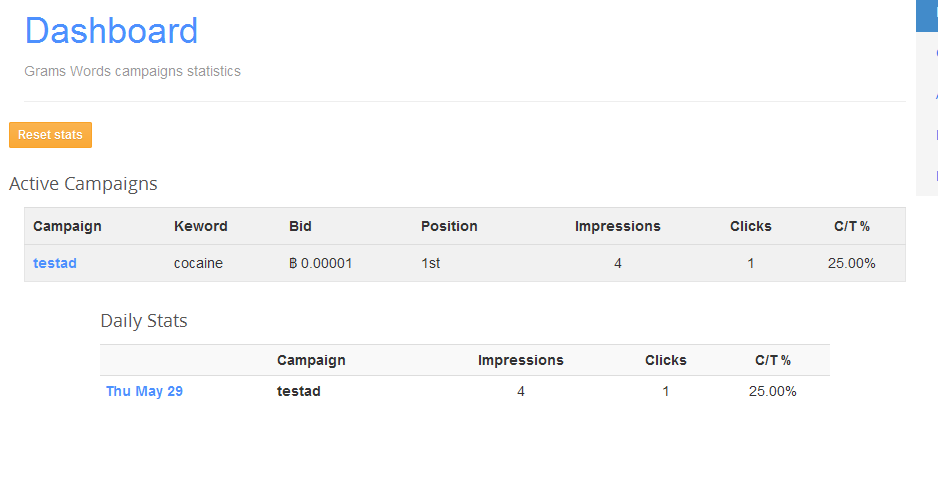 Dashboard
Grams Words campaigns statistics
Reset stats
Active Campaigns
Campaign Keword Bid Position Impressions Clicks C/T %
testad cocaine ฿ 0.00001 1st 4 1 25.00%
Daily Stats
Campaign Impressions Clicks C/T %
Thu May 29 testad 4 1 25.00%